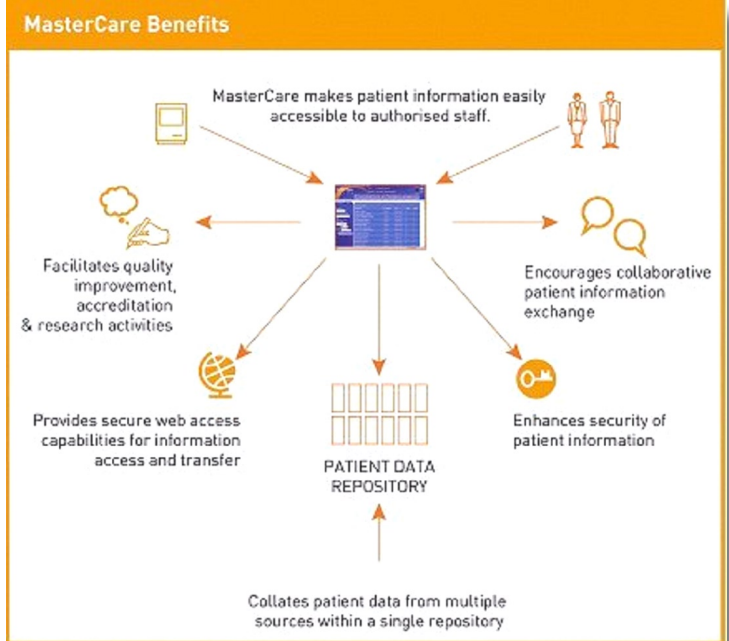 MasterCare Benefits
MasterCare makes patient information easily
accessible to authorised staff.
Facilitates quality
improvement,
accreditation
& research activities
Encourages collaborative
patient information
exchange
Provides secure web access
capabilities for information
access and transfer
Enhances security of
patient information
PATIENT DATA
REPOSITORY
Collates patient data from multiple
sources within a single repository